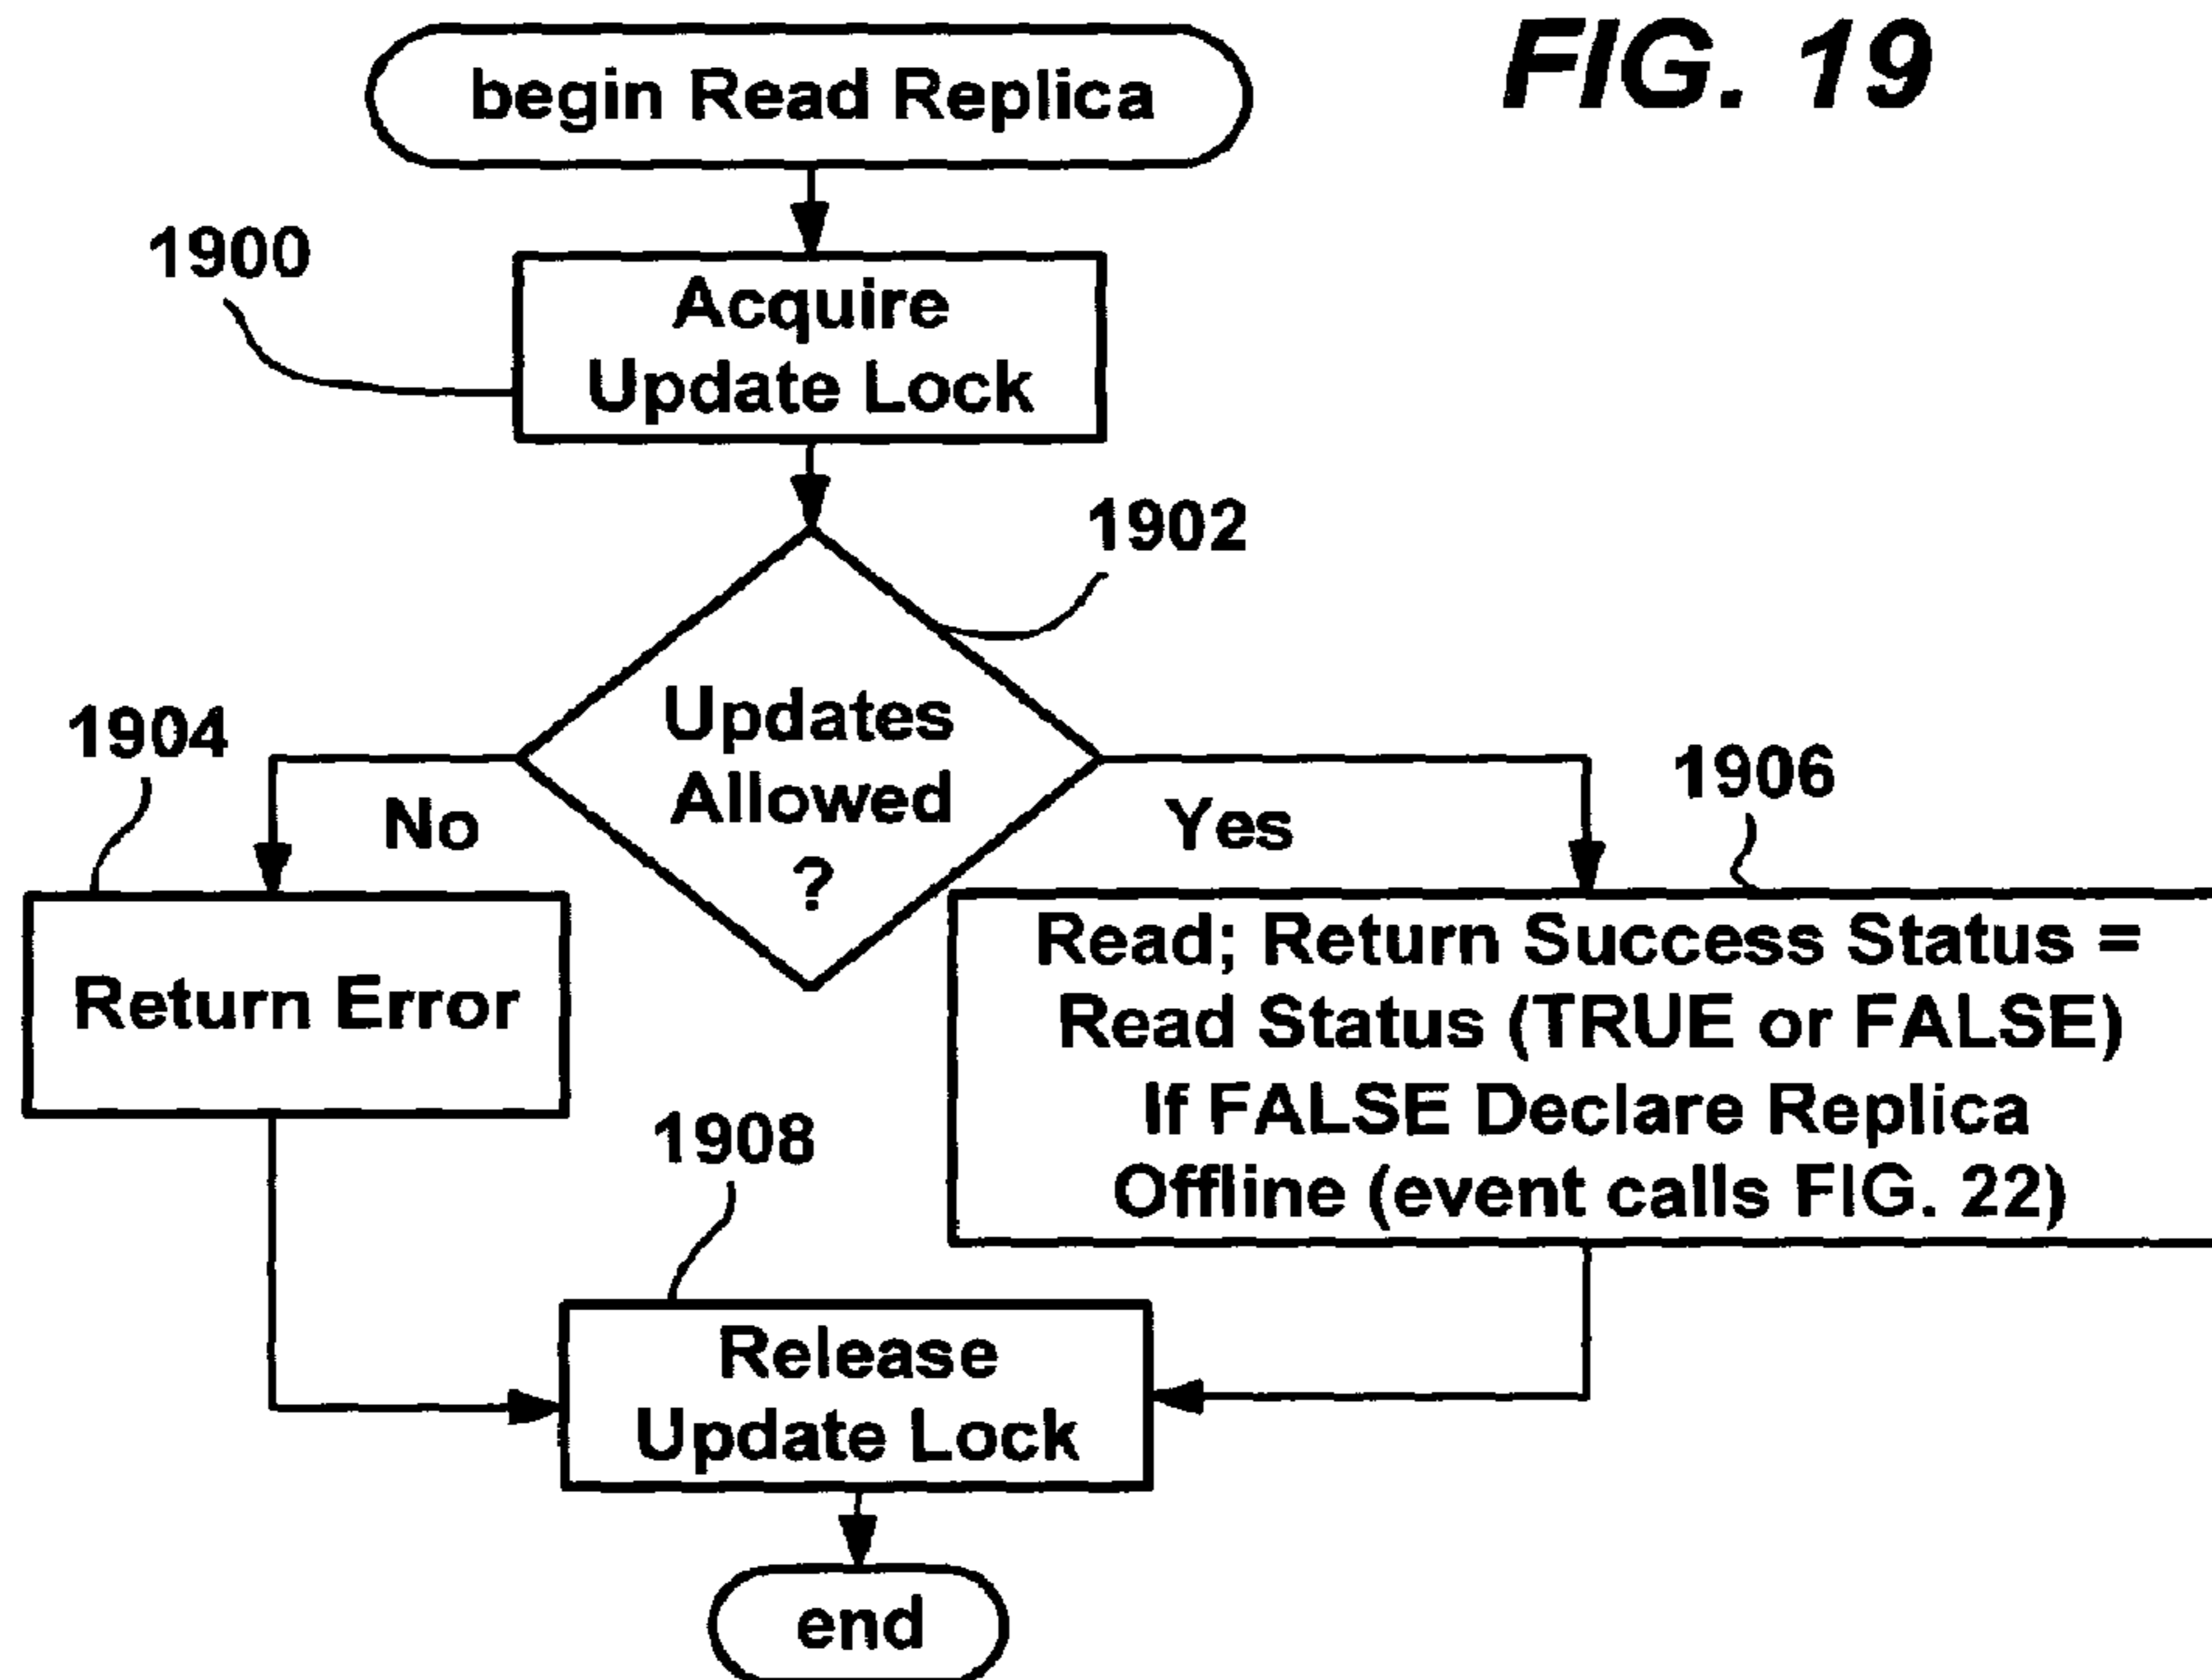 FIG. 19
begin Read Replica
1900
Acquire
Update Lock
1902
Updates
Allowed
?
1904
No
Yes
1906
Return Error
Read; Return Success Status =
Read Status (TRUE or FALSE)
If FALSE Declare Replica
Offline (event calls FIG. 22)
1908
Release
Update Lock
end